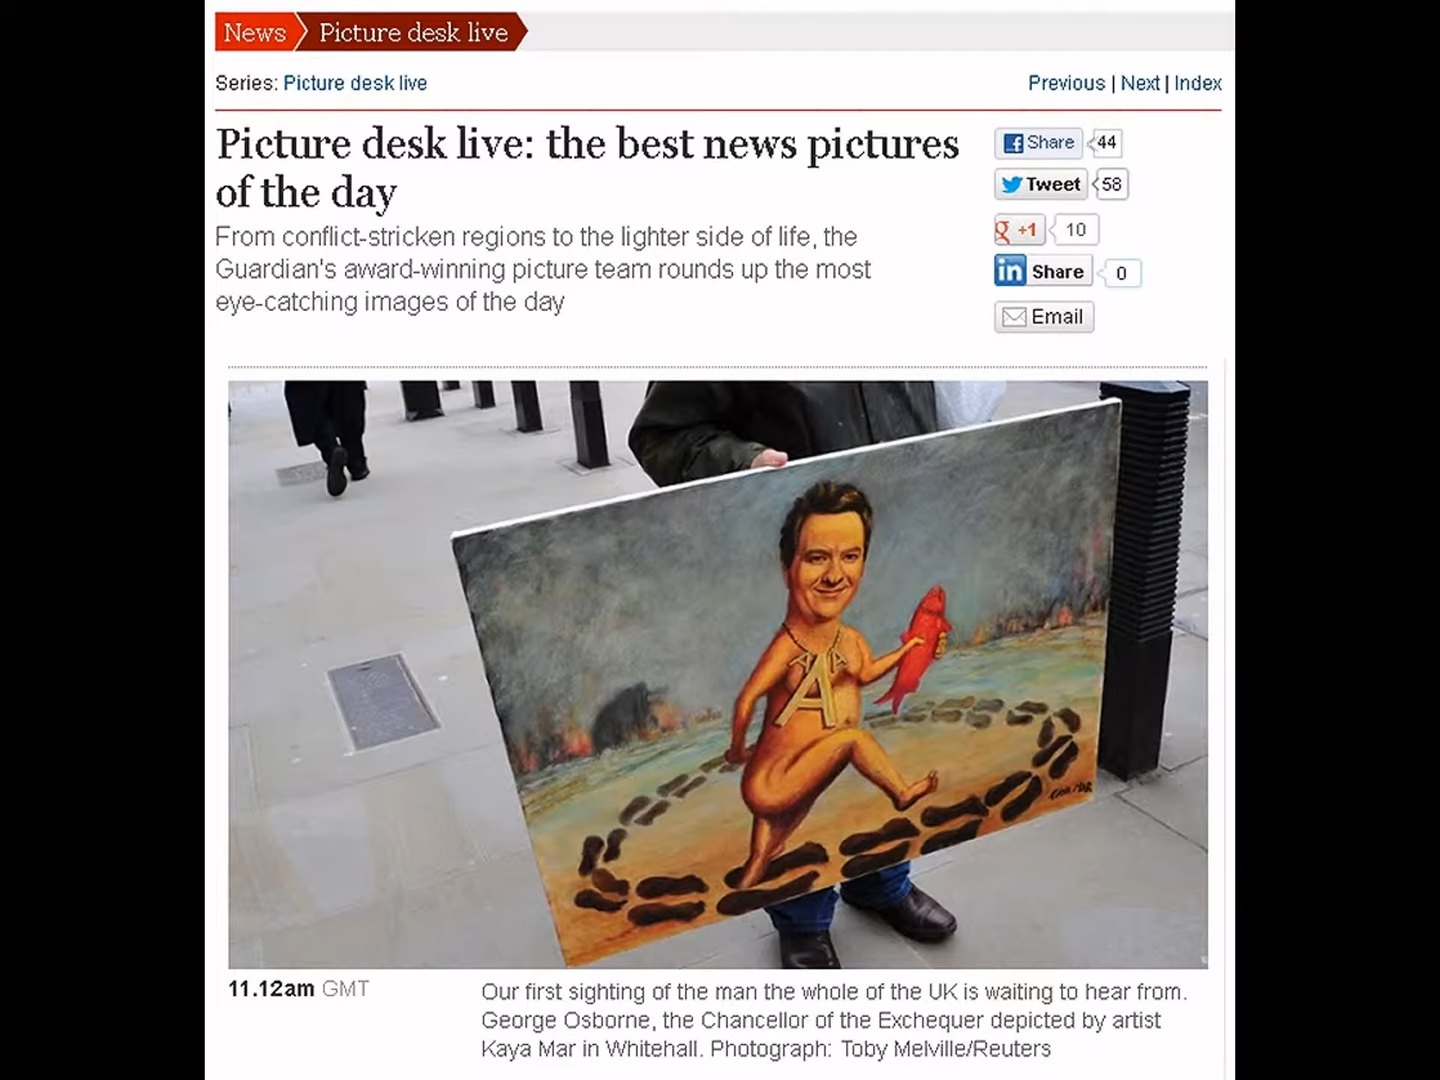 News
Picture desk live
Series: Picture desk live
Previous | Next | Index
Picture desk live: the best news pictures
of the day
From conflict-stricken regions to the lighter side of life, the
Guardian's award-winning picture team rounds up the most
eye-catching images of the day
Share 44
Tweet 58
+1 10
in Share 0
Email
A A
A
11.12am GMT
Our first sighting of the man the whole of the UK is waiting to hear from.
George Osborne, the Chancellor of the Exchequer depicted by artist
Kaya Mar in Whitehall. Photograph: Toby Melville/Reuters